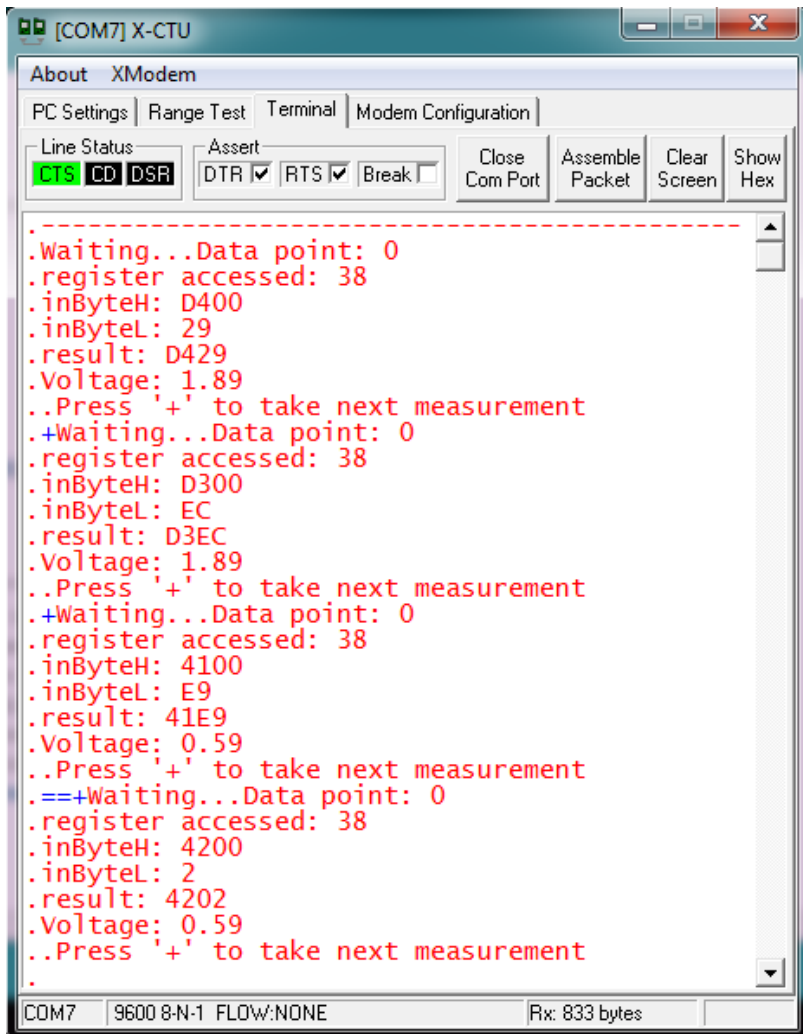 [COM7] X-CTU
About XModem
PC Settings Range Test Terminal Modem Configuration
Line Status Assert
CTS CD DSR DTR RTS Break
Close Com Port
Assemble Packet
Clear Screen
Show Hex
.----------------------------------------------
.Waiting...Data point: 0
.register accessed: 38
.inByteH: D400
.inByteL: 29
.result: D429
.Voltage: 1.89
..Press '+' to take next measurement
.+Waiting...Data point: 0
.register accessed: 38
.inByteH: D300
.inByteL: EC
.result: D3EC
.Voltage: 1.89
..Press '+' to take next measurement
.+Waiting...Data point: 0
.register accessed: 38
.inByteH: 4100
.inByteL: E9
.result: 41E9
.Voltage: 0.59
..Press '+' to take next measurement
.==+Waiting...Data point: 0
.register accessed: 38
.inByteH: 4200
.inByteL: 2
.result: 4202
.Voltage: 0.59
..Press '+' to take next measurement
.
COM7 9600 8-N-1 FLOW:NONE Rx: 833 bytes